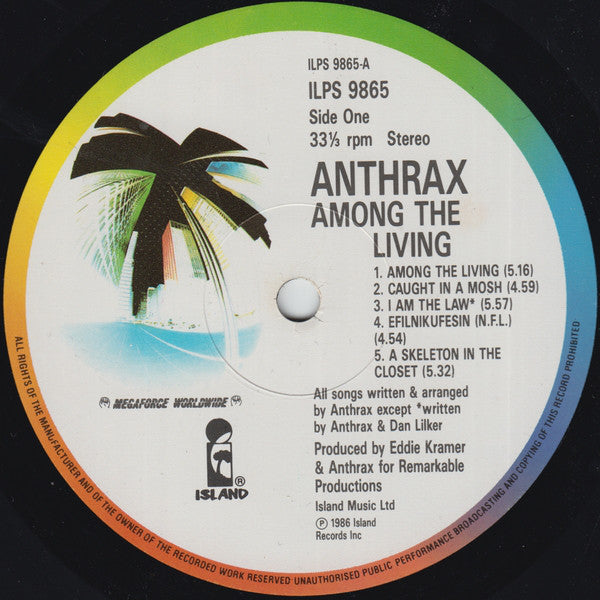 ILPS 9865-A
ILPS 9865
Side One
33⅓ rpm Stereo
ANTHRAX
AMONG THE
LIVING
1. AMONG THE LIVING (5.16)
2. CAUGHT IN A MOSH (4.59)
3. I AM THE LAW* (5.57)
4. EFILNIKUFESIN (N.F.L.)
(4.54)
5. A SKELETON IN THE
CLOSET (5.32)
All songs written & arranged
by Anthrax except *written
by Anthrax & Dan Lilker
Produced by Eddie Kramer
& Anthrax for Remarkable
Productions
Island Music Ltd
℗ 1986 Island
Records Inc
MEGAFORCE WORLDWIDE
ISLAND®
ALL RIGHTS OF THE MANUFACTURER AND OF THE OWNER OF THE RECORDED WORK RESERVED UNAUTHORISED PUBLIC PERFORMANCE BROADCASTING AND COPYING OF THIS RECORD PROHIBITED